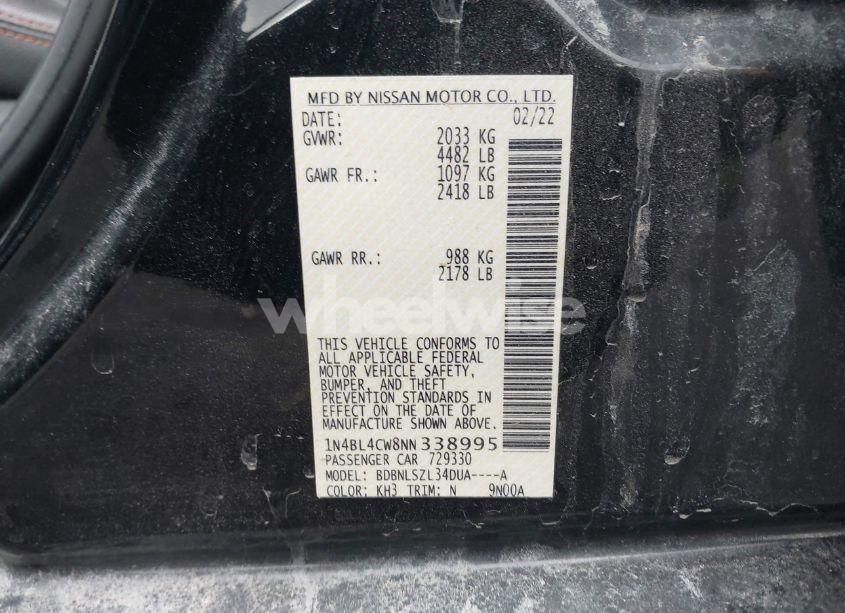 MFD BY NISSAN MOTOR CO., LTD.
DATE: 02/22
GVWR: 2033 KG
4482 LB
GAWR FR.: 1097 KG
2418 LB
GAWR RR.: 988 KG
2178 LB
wheelwise
THIS VEHICLE CONFORMS TO
ALL APPLICABLE FEDERAL
MOTOR VEHICLE SAFETY,
BUMPER, AND THEFT
PREVENTION STANDARDS IN
EFFECT ON THE DATE OF
MANUFACTURE SHOWN ABOVE.
1N4BL4CW8NN338995
PASSENGER CAR 729330
MODEL: BDBNLSZL34DUA----A
COLOR: KH3 TRIM: N 9N00A